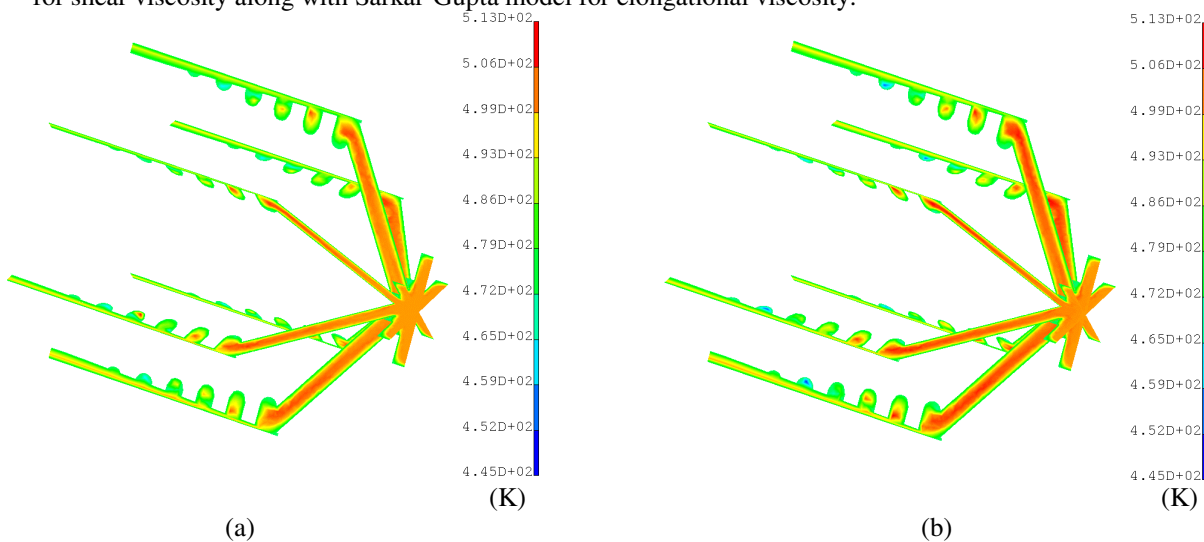 for shear viscosity along with Sarkar-Gupta model for elongational viscosity.
5.13D+02
5.06D+02
4.99D+02
4.93D+02
4.86D+02
4.79D+02
4.72D+02
4.65D+02
4.59D+02
4.52D+02
4.45D+02
(K)
(a)
5.13D+02
5.06D+02
4.99D+02
4.93D+02
4.86D+02
4.79D+02
4.72D+02
4.65D+02
4.59D+02
4.52D+02
4.45D+02
(K)
(b)